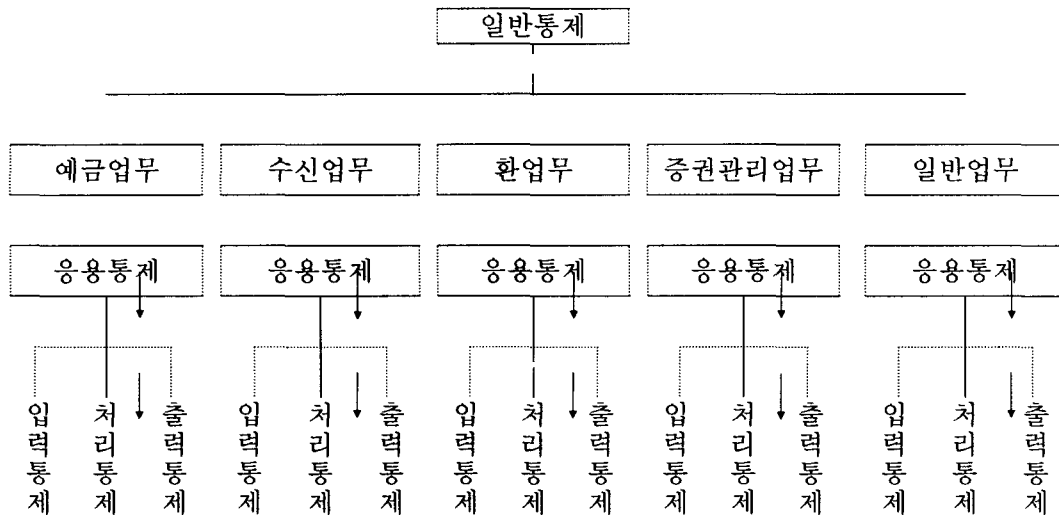 일반통제
예금업무 수신업무 환업무 증권관리업무 일반업무
응용통제 응용통제 응용통제 응용통제 응용통제
입력통제 처리통제 출력통제 입력통제 처리통제 출력통제 입력통제 처리통제 출력통제 입력통제 처리통제 출력통제 입력통제 처리통제 출력통제